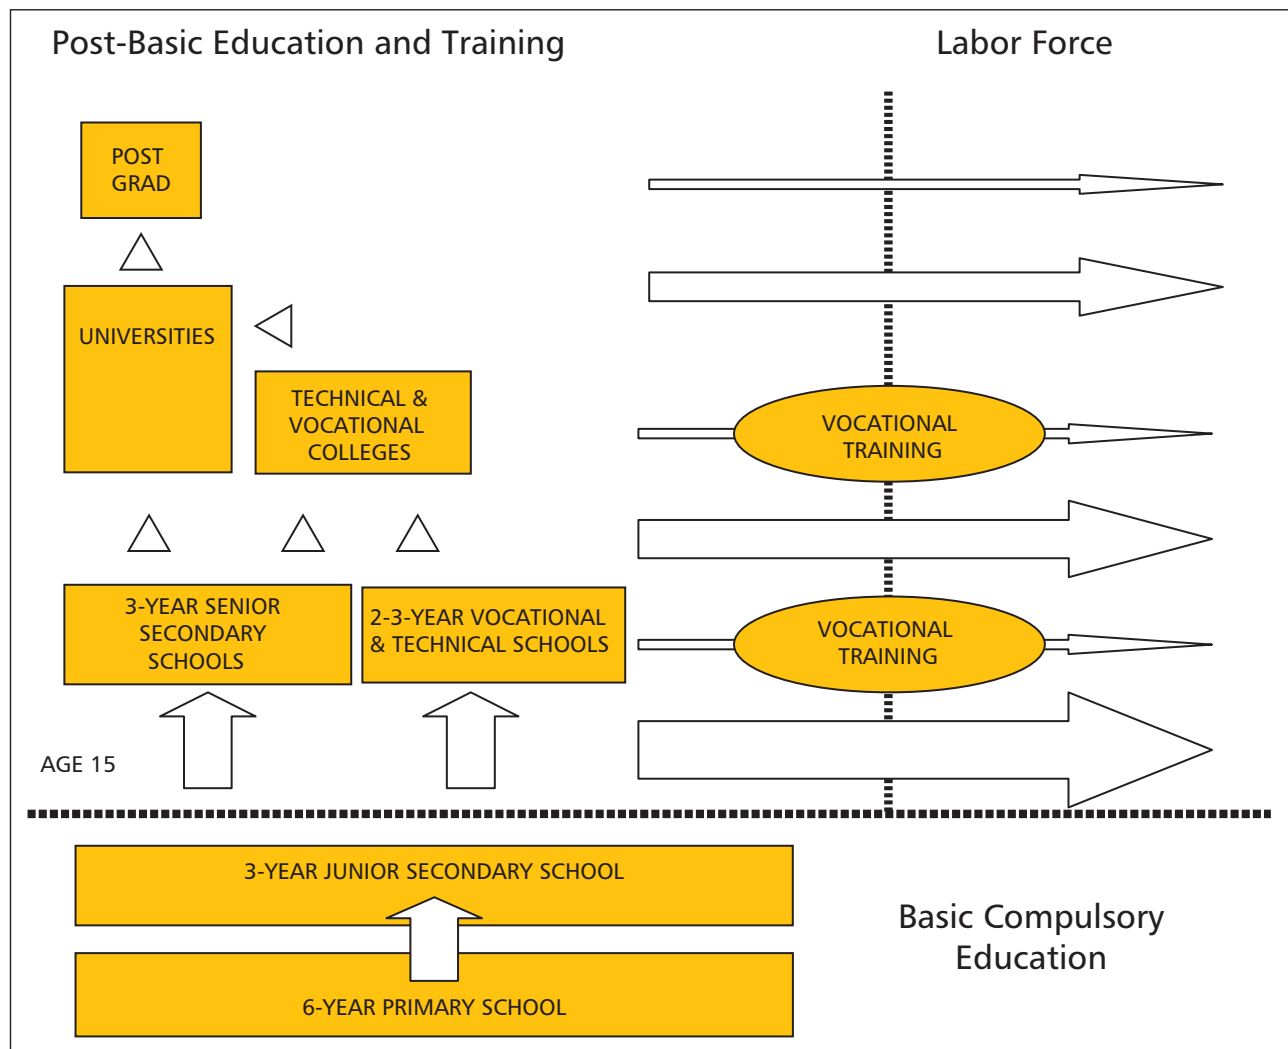 Post-Basic Education and Training
Labor Force
POST
GRAD
UNIVERSITIES
TECHNICAL &
VOCATIONAL
COLLEGES
VOCATIONAL
TRAINING
3-YEAR SENIOR
SECONDARY
SCHOOLS
2-3-YEAR VOCATIONAL
& TECHNICAL SCHOOLS
VOCATIONAL
TRAINING
AGE 15
3-YEAR JUNIOR SECONDARY SCHOOL
Basic Compulsory
Education
6-YEAR PRIMARY SCHOOL